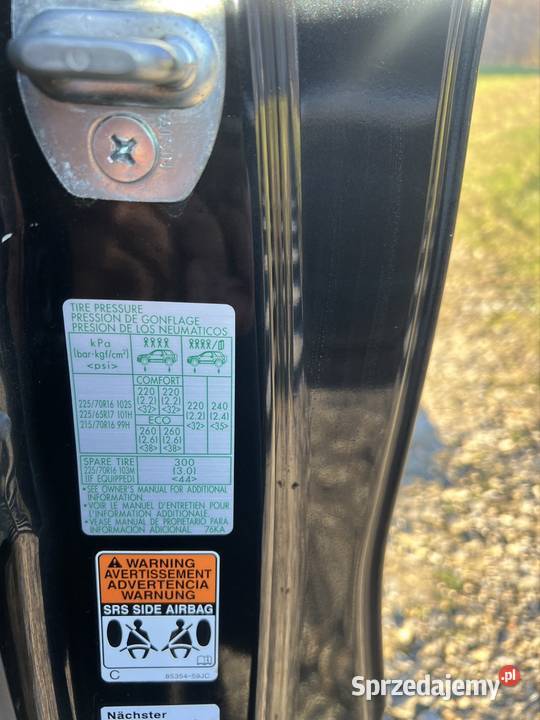 TIRE PRESSURE
PRESSION DE GONFLAGE
PRESION DE LOS NEUMATICOS
kPa
(bar·kgf/cm²)
<psi>
COMFORT
225/70R16 102S
225/65R17 101H
215/70R16 99H
220 220
(2.2) (2.2)
<32> <32>
220 240
(2.2) (2.4)
<32> <35>
ECO
260 260
(2.6) (2.6)
<38> <38>
SPARE TIRE
225/70R16 103M
(IF EQUIPPED)
300
(3.0)
<44>
•SEE OWNER'S MANUAL FOR ADDITIONAL
INFORMATION.
•VOIR LE MANUEL D'ENTRETIEN POUR
L'INFORMATION ADDITIONALE.
•VEASE MANUAL DE PROPIETARIO PARA
INFORMACIÓN ADICIONAL. 76KA
WARNING
AVERTISSEMENT
ADVERTENCIA
WARNUNG
SRS SIDE AIRBAG
C 85354-59JC
Nächster
Sprzedajemy.pl